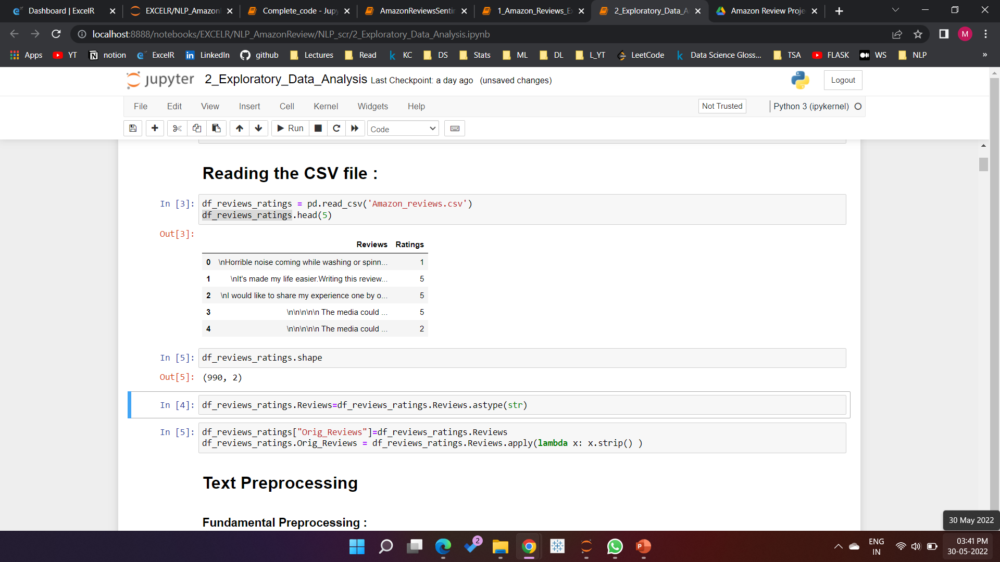 Dashboard | ExcelR
EXCELR/NLP_Amazon
Complete_code - Jup
AmazonReviewsSentin
1_Amazon_Reviews_E
2_Exploratory_Data_A
Amazon Review Proje
localhost:8888/notebooks/EXCELR/NLP_AmazonReview/NLP_scr/2_Exploratory_Data_Analysis.ipynb
M
Apps YT notion ExcelR LinkedIn github Lectures Read KC DS Stats ML DL L_YT LeetCode Data Science Gloss... TSA FLASK WS NLP »
jupyter 2_Exploratory_Data_Analysis Last Checkpoint: a day ago (unsaved changes)
Logout
File Edit View Insert Cell Kernel Widgets Help
Not Trusted
Python 3 (ipykernel)
Run
Code
Reading the CSV file :
In [3]: df_reviews_ratings = pd.read_csv('Amazon_reviews.csv')
df_reviews_ratings.head(5)
Out[3]:
Reviews Ratings
0 \nHorrible noise coming while washing or spinn... 1
1 \nIt's made my life easier.Writing this review... 5
2 \nI would like to share my experience one by o... 5
3 \n\n\n\n\n The media could ... 5
4 \n\n\n\n\n The media could ... 2
In [5]: df_reviews_ratings.shape
Out[5]: (990, 2)
In [4]: df_reviews_ratings.Reviews=df_reviews_ratings.Reviews.astype(str)
In [5]: df_reviews_ratings["Orig_Reviews"]=df_reviews_ratings.Reviews
df_reviews_ratings.Orig_Reviews = df_reviews_ratings.Reviews.apply(lambda x: x.strip() )
Text Preprocessing
Fundamental Preprocessing :
30 May 2022
2
ENG
IN
03:41 PM
30-05-2022